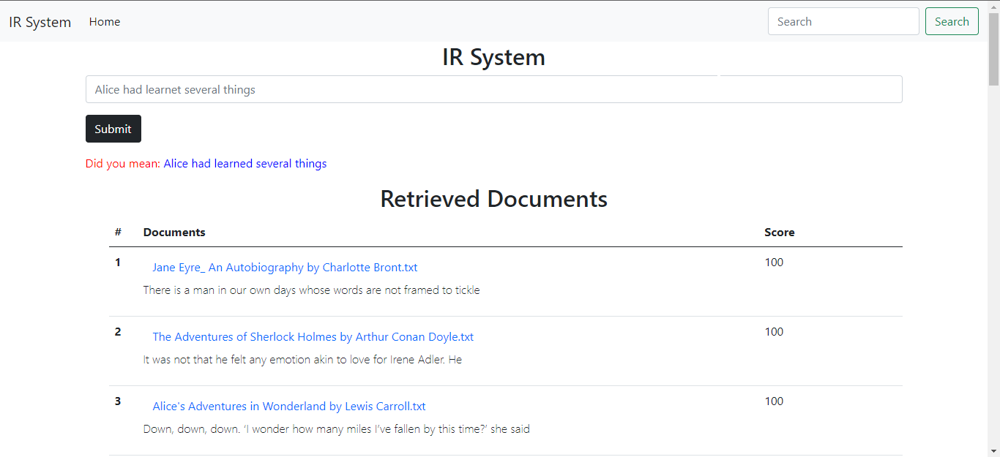 IR System Home Search Search
IR System
Alice had learnet several things
Submit
Did you mean: Alice had learned several things
Retrieved Documents
# Documents Score
1 Jane Eyre_ An Autobiography by Charlotte Bront.txt 100
There is a man in our own days whose words are not framed to tickle
2 The Adventures of Sherlock Holmes by Arthur Conan Doyle.txt 100
It was not that he felt any emotion akin to love for Irene Adler. He
3 Alice's Adventures in Wonderland by Lewis Carroll.txt 100
Down, down, down. ‘I wonder how many miles I’ve fallen by this time?’ she said